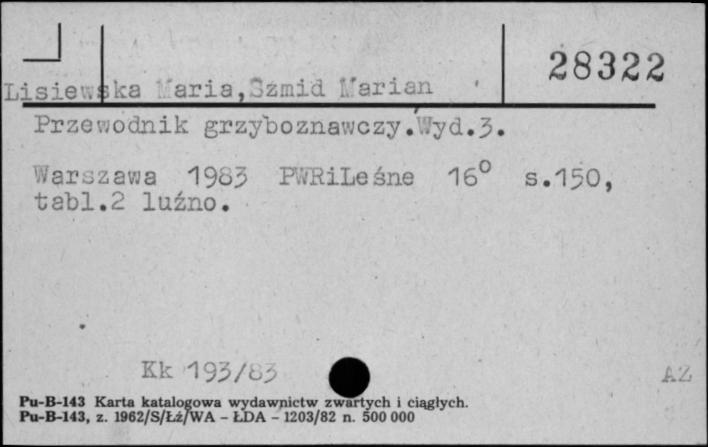 28322
Lisiewska Maria,Szmid Marian
Przewodnik grzyboznawczy.Wyd.3.
Warszawa 1983 PWRiLeśne 16° s.150,
tabl.2 luźno.
Kk 193/83
AZ
Pu-B-143 Karta katalogowa wydawnictw zwartych i ciągłych.
Pu-B-143, z. 1962/S/Łź/WA - ŁDA - 1203/82 n. 500 000